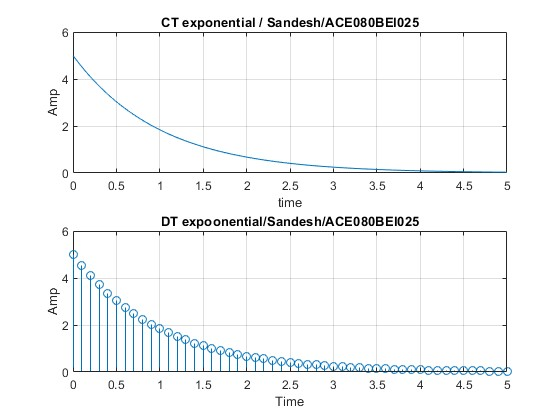 CT exponential / Sandesh/ACE080BEI025
6
4
2
0
Amp
0 0.5 1 1.5 2 2.5 3 3.5 4 4.5 5
time
DT expoonential/Sandesh/ACE080BEI025
6
4
2
0
Amp
0 0.5 1 1.5 2 2.5 3 3.5 4 4.5 5
Time